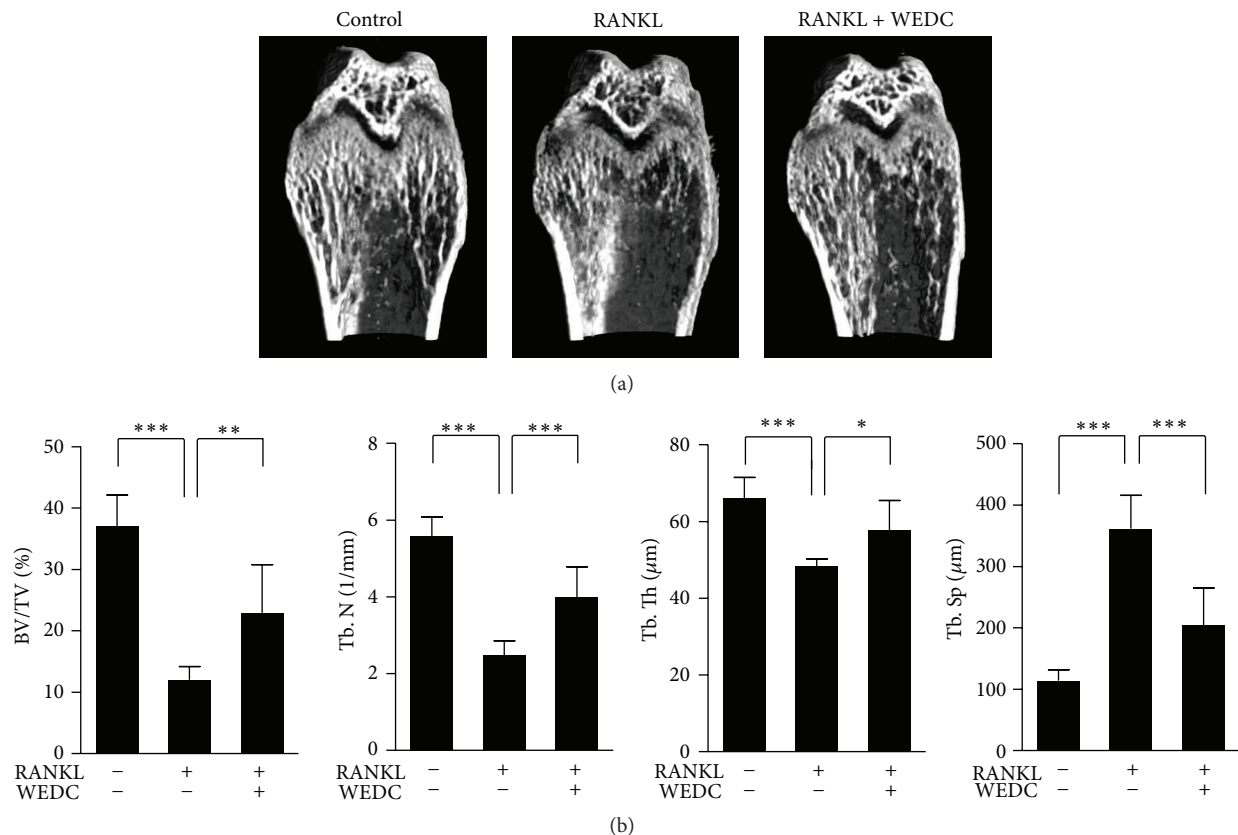 Control
RANKL
RANKL + WEDC
(a)
*** **
50
40
30
20
10
0
BV/TV (%)
RANKL − + +
WEDC − − +
*** ***
8
6
4
2
0
Tb. N (1/mm)
RANKL − + +
WEDC − − +
*** *
80
60
40
20
0
Tb. Th (μm)
RANKL − + +
WEDC − − +
*** ***
500
400
300
200
100
0
Tb. Sp (μm)
RANKL − + +
WEDC − − +
(b)